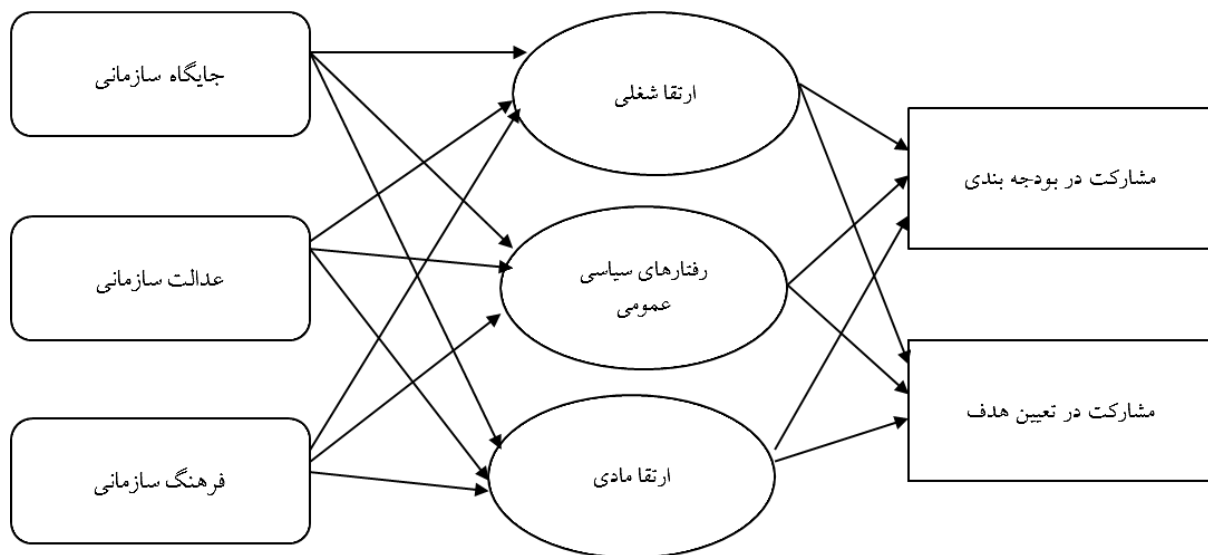 جایگاه سازمانی
عدالت سازمانی
فرهنگ سازمانی
ارتقا شغلی
رفتارهای سیاسی
عمومی
ارتقا مادی
مشارکت در بودجه بندی
مشارکت در تعیین هدف